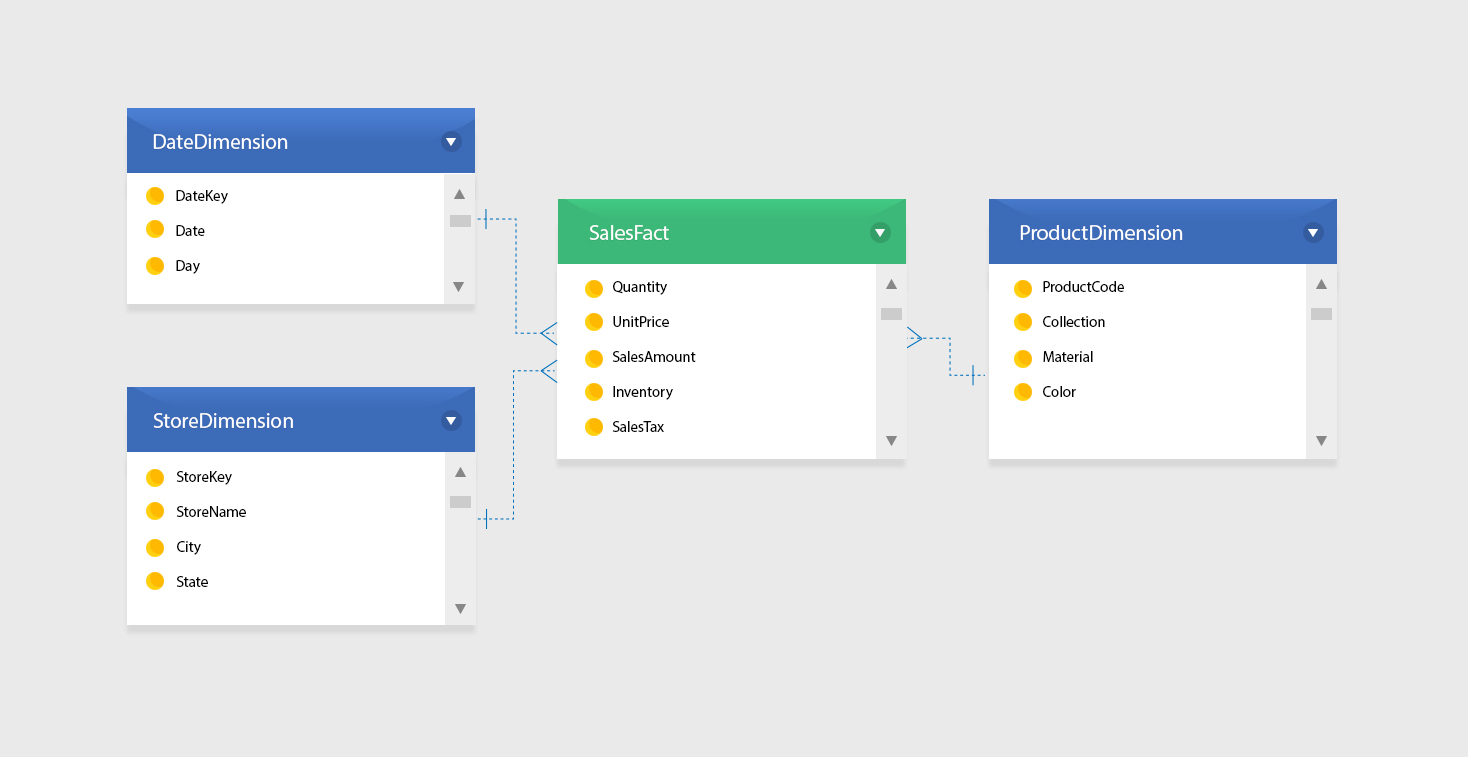 DateDimension
DateKey
Date
Day
StoreDimension
StoreKey
StoreName
City
State
SalesFact
Quantity
UnitPrice
SalesAmount
Inventory
SalesTax
ProductDimension
ProductCode
Collection
Material
Color